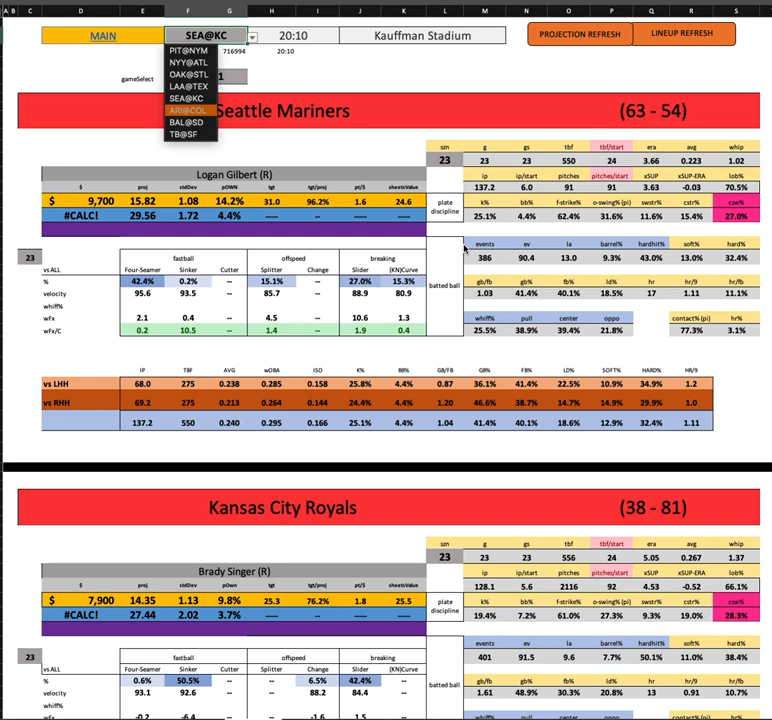 C D E F G H I J K L M N O P Q R S
MAIN SEA@KC 20:10 Kauffman Stadium PROJECTION REFRESH LINEUP REFRESH
PIT@NYM 716994 20:10
NYY@ATL
OAK@STL
gameSelect LAA@TEX 1
SEA@KC
ARI@COL
BAL@SD
TB@SF
Seattle Mariners (63 - 54)
szn g gs tbf tbf/start era avg whip
23 23 23 550 24 3.66 0.223 1.02
Logan Gilbert (R) ip ip/start pitches pitches/start xSUP xSUP-ERA lob%
$ proj stdDev pOWN tgt tgt/proj pt/$ sheetsValue 137.2 6.0 91 91 3.63 -0.03 70.5%
$ 9,700 15.82 1.08 14.2% 31.0 96.2% 1.6 24.6 plate discipline k% bb% f-strike% o-swing% (pi) swstr% cstr% csw%
#CALC! 29.56 1.72 4.4% ---- -- ---- ---- 25.1% 4.4% 62.4% 31.6% 11.6% 15.4% 27.0%
23 fastball offspeed breaking batted ball events ev la barrel% hardhit% soft% hard%
vs ALL Four-Seamer Sinker Cutter Splitter Change Slider (KN)Curve 386 90.4 13.0 9.3% 43.0% 13.0% 32.4%
% 42.4% 0.2% -- 15.1% -- 27.0% 15.3% gb/fb gb% fb% ld% hr hr/9 hr/fb
velocity 95.6 93.5 -- 85.7 -- 88.9 80.9 1.03 41.4% 40.1% 18.5% 17 1.11 11.1%
whiff%
wFx 2.1 0.4 -- 4.5 -- 10.6 1.3 whiff% pull center oppo contact% (pi) hr%
wFx/C 0.2 10.5 -- 1.4 -- 1.9 0.4 25.5% 38.9% 39.4% 21.8% 77.3% 3.1%
IP TBF AVG wOBA ISO K% BB% GB/FB GB% FB% LD% SOFT% HARD% HR/9
vs LHH 68.0 275 0.238 0.285 0.158 25.8% 4.4% 0.87 36.1% 41.4% 22.5% 10.9% 34.9% 1.2
vs RHH 69.2 275 0.213 0.264 0.144 24.4% 4.4% 1.20 46.6% 38.7% 14.7% 14.9% 29.9% 1.0
137.2 550 0.240 0.295 0.166 25.1% 4.4% 1.04 41.4% 40.1% 18.6% 12.9% 32.4% 1.11
Kansas City Royals (38 - 81)
szn g gs tbf tbf/start era avg whip
23 23 23 556 24 5.05 0.267 1.37
Brady Singer (R) ip ip/start pitches pitches/start xSUP xSUP-ERA lob%
$ proj stdDev pOwn tgt tgt/proj pt/$ sheetsValue 128.1 5.6 2116 92 4.53 -0.52 66.1%
$ 7,900 14.35 1.13 9.8% 25.3 76.2% 1.8 25.5 plate discipline k% bb% f-strike% o-swing% (pi) swstr% cstr% csw%
#CALC! 27.44 2.02 3.7% ---- -- ---- ---- 19.4% 7.2% 61.0% 27.3% 9.3% 19.0% 28.3%
23 fastball offspeed breaking batted ball events ev la barrel% hardhit% soft% hard%
vs ALL Four-Seamer Sinker Cutter Splitter Change Slider (KN)Curve 401 91.5 9.6 7.7% 50.1% 11.0% 38.4%
% 0.6% 50.5% -- -- 6.5% 42.4% gb/fb gb% fb% ld% hr hr/9 hr/fb
velocity 93.1 92.6 -- -- 88.2 84.4 -- 1.61 48.9% 30.3% 20.8% 13 0.91 10.7%
whiff%
wFx -0.2 -6.4 -- -- -1.6 1.5 whiff% pull center oppo contact% (pi) hr%